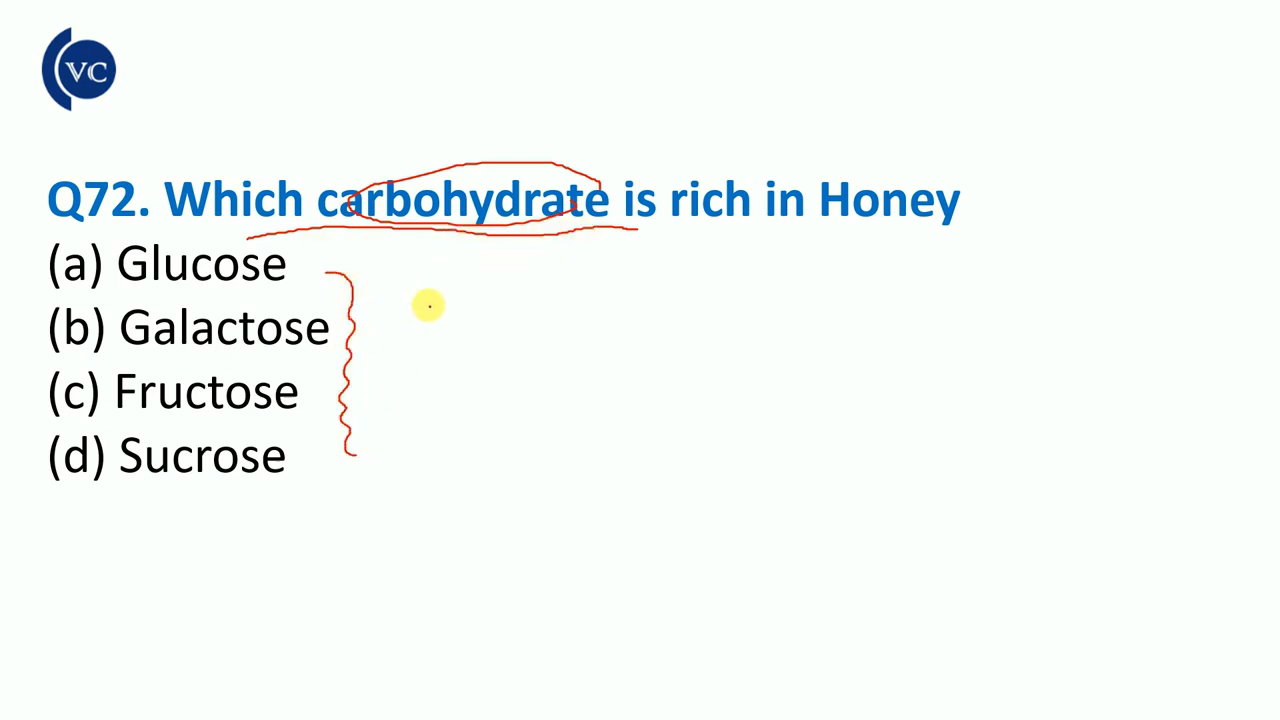 VC
Q72. Which carbohydrate is rich in Honey
(a) Glucose
(b) Galactose
(c) Fructose
(d) Sucrose